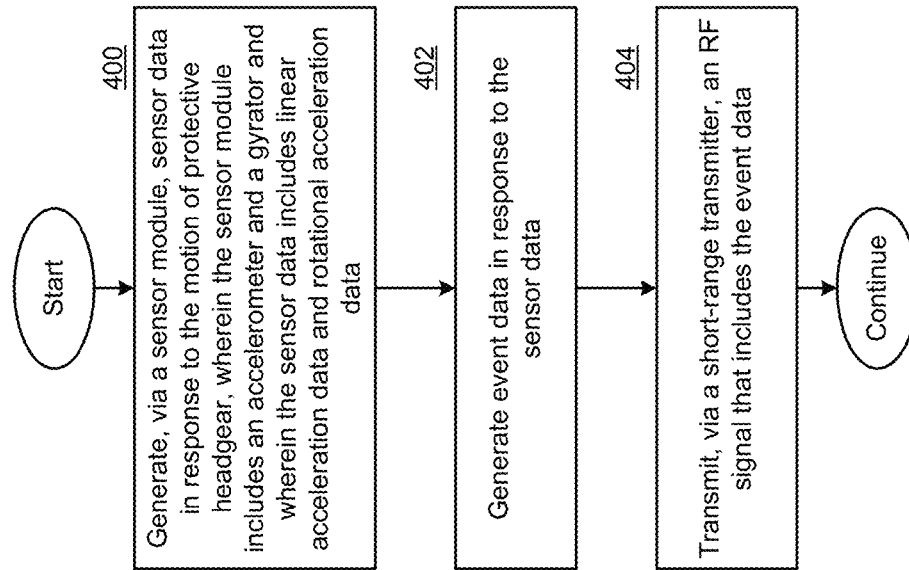 Start
400
Generate, via a sensor module, sensor data
in response to the motion of protective
headgear, wherein the sensor module
includes an accelerometer and a gyrator and
wherein the sensor data includes linear
acceleration data and rotational acceleration
data
402
Generate event data in response to the
sensor data
404
Transmit, via a short-range transmitter, an RF
signal that includes the event data
Continue